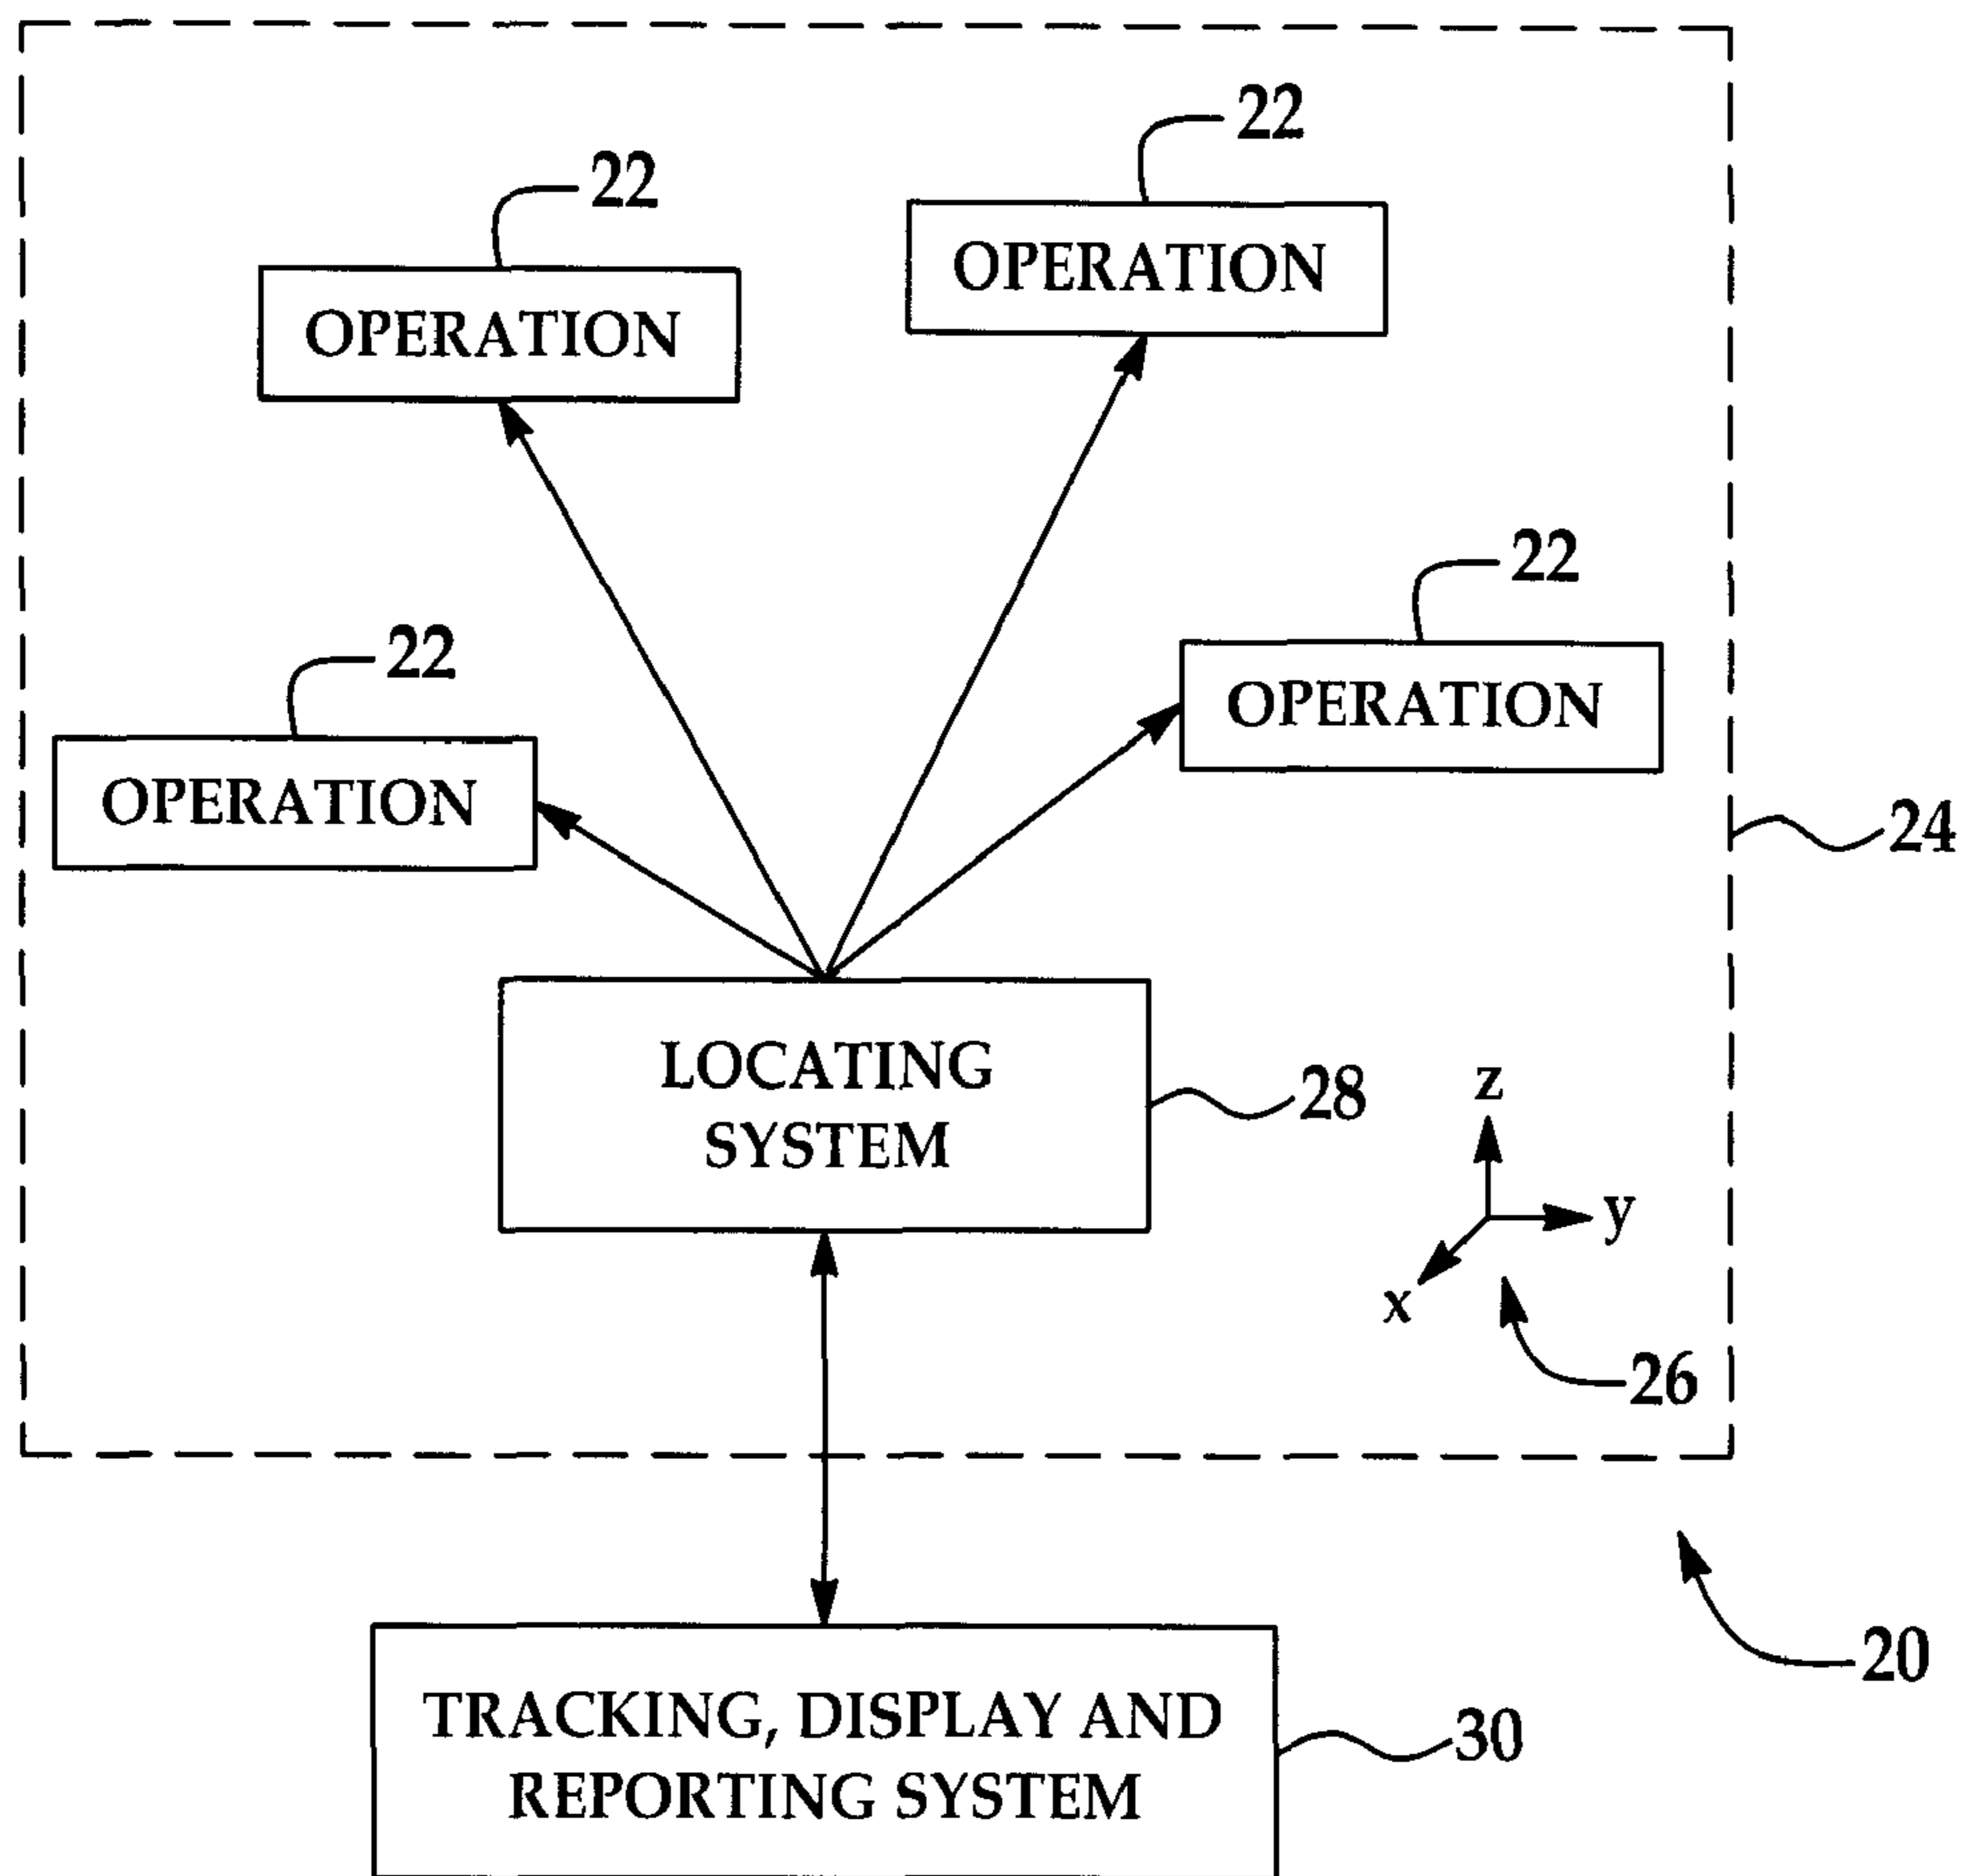 22
22
OPERATION
OPERATION
22
22
OPERATION
OPERATION
24
LOCATING
SYSTEM
28
z
y
x
26
20
TRACKING, DISPLAY AND
REPORTING SYSTEM
30